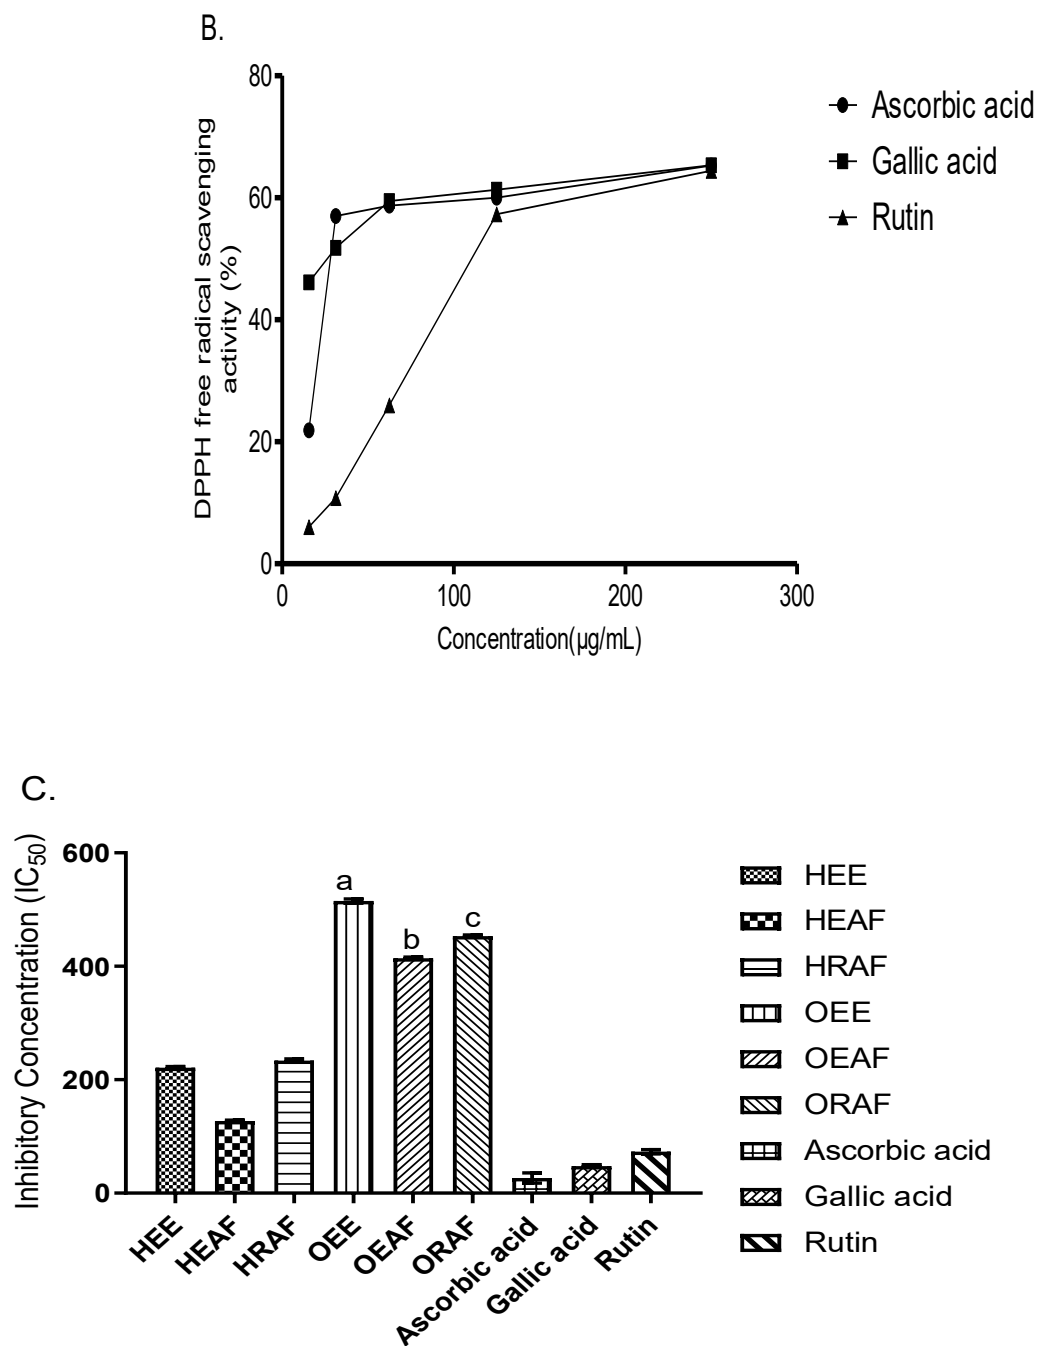 B.
DPPH free radical scavenging
activity (%)
80
60
40
20
0
0 100 200 300
Concentration(µg/mL)
Ascorbic acid
Gallic acid
Rutin
C.
Inhibitory Concentration (IC50)
600
400
200
0
a
b
c
HEE
HEAF
HRAF
OEE
OEAF
ORAF
Ascorbic acid
Gallic acid
Rutin
HEE
HEAF
HRAF
OEE
OEAF
ORAF
Ascorbic acid
Gallic acid
Rutin